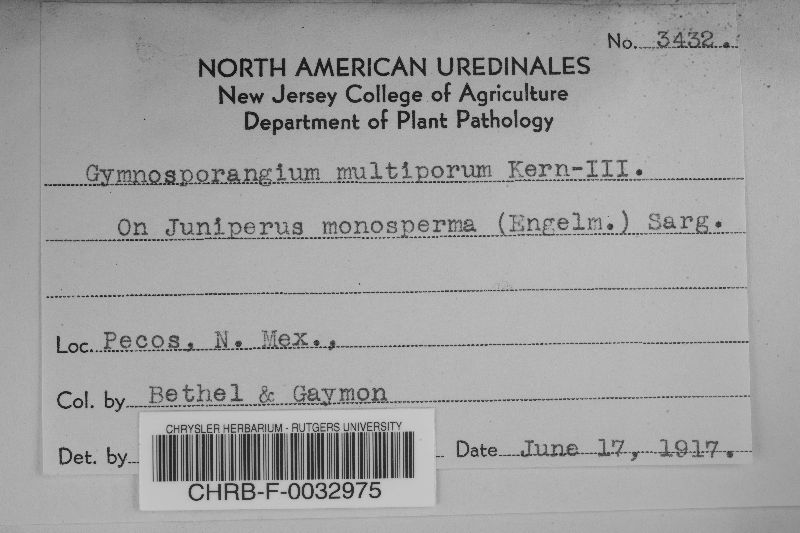 No. 3432.
NORTH AMERICAN UREDINALES
New Jersey College of Agriculture
Department of Plant Pathology
Gymnosporangium multiporum Kern-III.
On Juniperus monosperma (Engelm.) Sarg.
Loc. Pecos, N. Mex.,
Col. by Bethel & Gaymon
Det. by
Date June 17, 1917.
CHRYSLER HERBARIUM - RUTGERS UNIVERSITY
CHRB-F-0032975